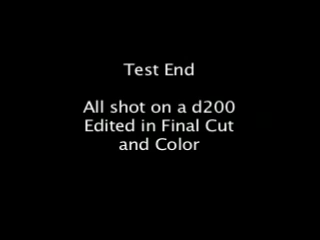 Test End
All shot on a d200
Edited in Final Cut
and Color